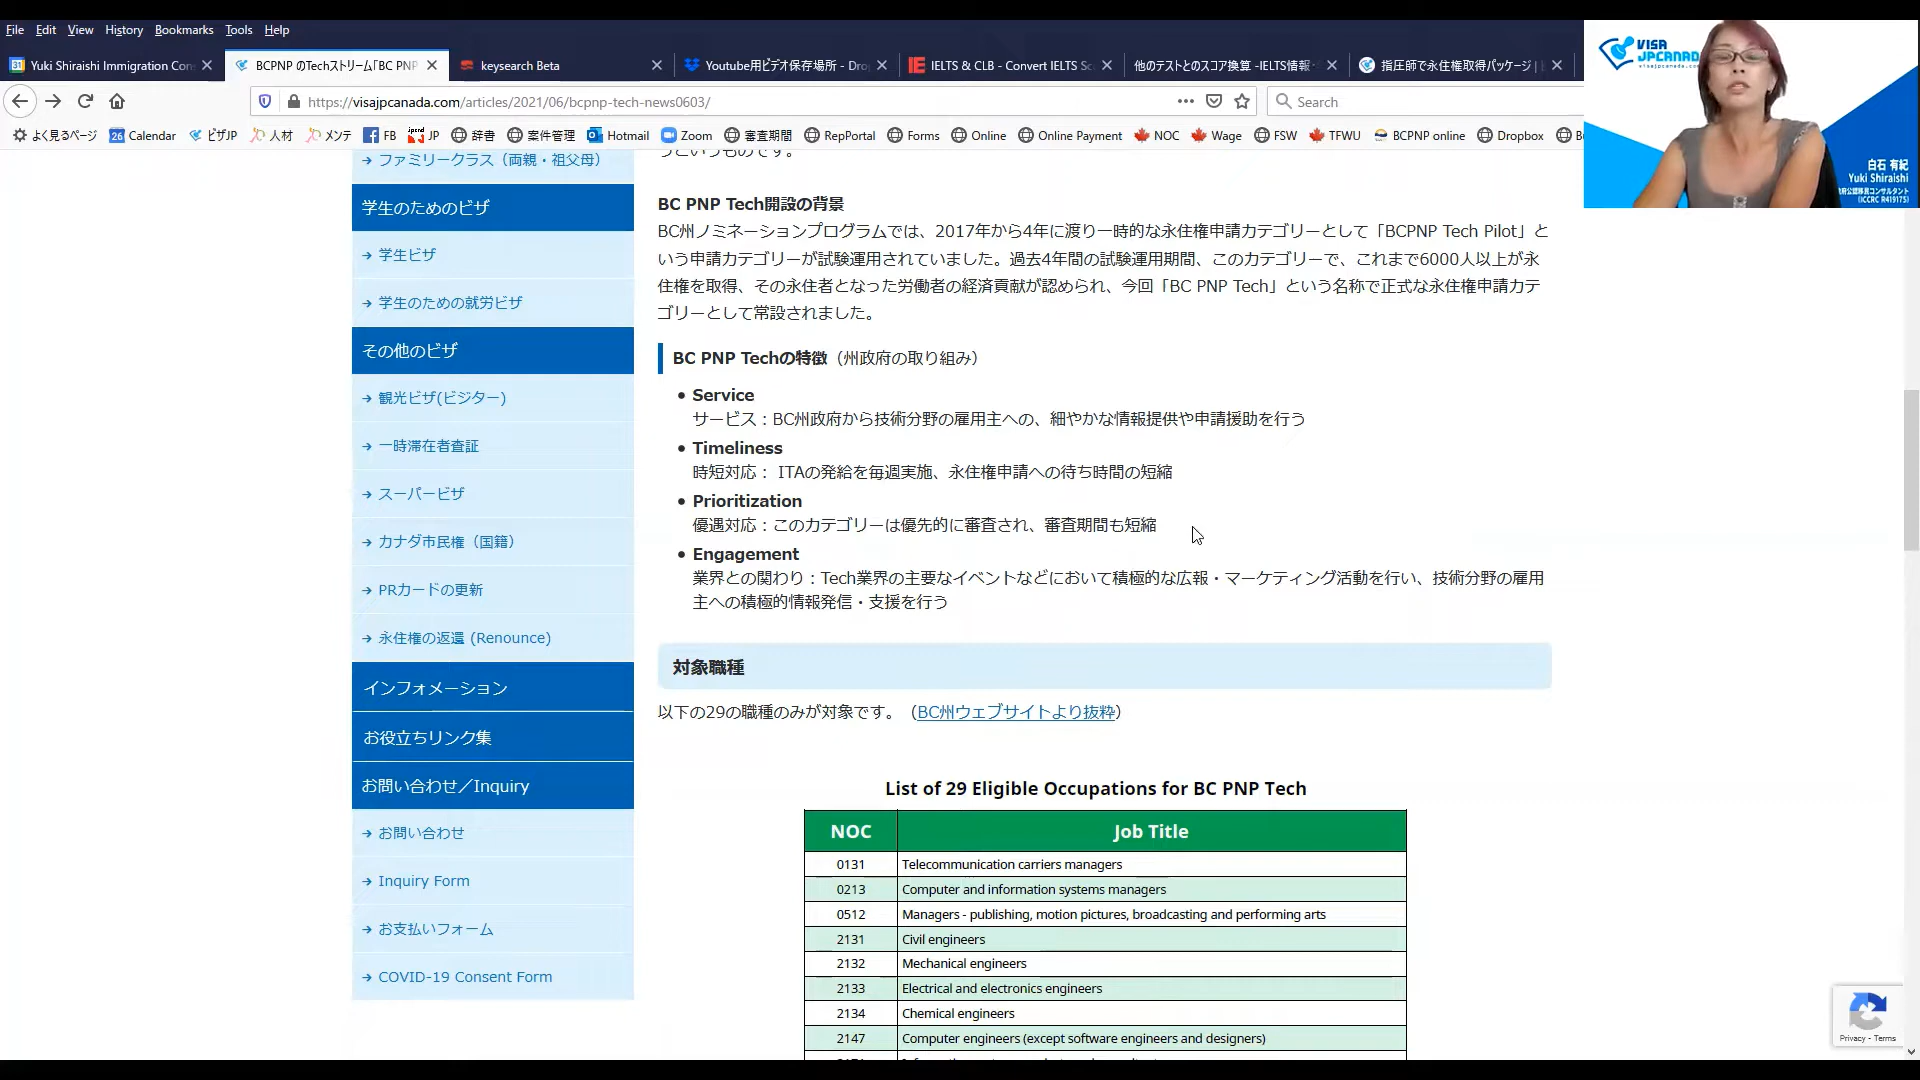 File Edit View History Bookmarks Tools Help
Yuki Shiraishi Immigration Con
BCPNP のTechストリーム「BC PNP
keysearch Beta
Youtube用ビデオ保存場所 - Dro
IELTS & CLB - Convert IELTS Sc
他のテストとのスコア換算 -IELTS情報
指圧師で永住権取得パッケージ |
https://visajpcanada.com/articles/2021/06/bcpnp-tech-news0603/
Search
よく見るページ Calendar ビザJP 人材 メンテ FB JP 辞書 案件管理 Hotmail Zoom 審査期間 RepPortal Forms Online Online Payment NOC Wage FSW TFWU BCPNP online Dropbox
VISA
JPCANADA
visajpcanada.com
白石 有紀
Yuki Shiraishi
府公認移民コンサルタント
(ICCRC R419175)
ファミリークラス（両親・祖父母）
学生のためのビザ
学生ビザ
学生のための就労ビザ
その他のビザ
観光ビザ(ビジター)
一時滞在者査証
スーパービザ
カナダ市民権（国籍）
PRカードの更新
永住権の返還 (Renounce)
インフォメーション
お役立ちリンク集
お問い合わせ／Inquiry
お問い合わせ
Inquiry Form
お支払いフォーム
COVID-19 Consent Form
うというものです。
BC PNP Tech開設の背景
BC州ノミネーションプログラムでは、2017年から4年に渡り一時的な永住権申請カテゴリーとして「BCPNP Tech Pilot」と
いう申請カテゴリーが試験運用されていました。過去4年間の試験運用期間、このカテゴリーで、これまで6000人以上が永
住権を取得、その永住者となった労働者の経済貢献が認められ、今回「BC PNP Tech」という名称で正式な永住権申請カテ
ゴリーとして常設されました。
BC PNP Techの特徴（州政府の取り組み）
• Service
サービス：BC州政府から技術分野の雇用主への、細やかな情報提供や申請援助を行う
• Timeliness
時短対応： ITAの発給を毎週実施、永住権申請への待ち時間の短縮
• Prioritization
優遇対応：このカテゴリーは優先的に審査され、審査期間も短縮
• Engagement
業界との関わり：Tech業界の主要なイベントなどにおいて積極的な広報・マーケティング活動を行い、技術分野の雇用
主への積極的情報発信・支援を行う
対象職種
以下の29の職種のみが対象です。（BC州ウェブサイトより抜粋）
List of 29 Eligible Occupations for BC PNP Tech
NOC Job Title
0131 Telecommunication carriers managers
0213 Computer and information systems managers
0512 Managers - publishing, motion pictures, broadcasting and performing arts
2131 Civil engineers
2132 Mechanical engineers
2133 Electrical and electronics engineers
2134 Chemical engineers
2147 Computer engineers (except software engineers and designers)
Privacy - Terms